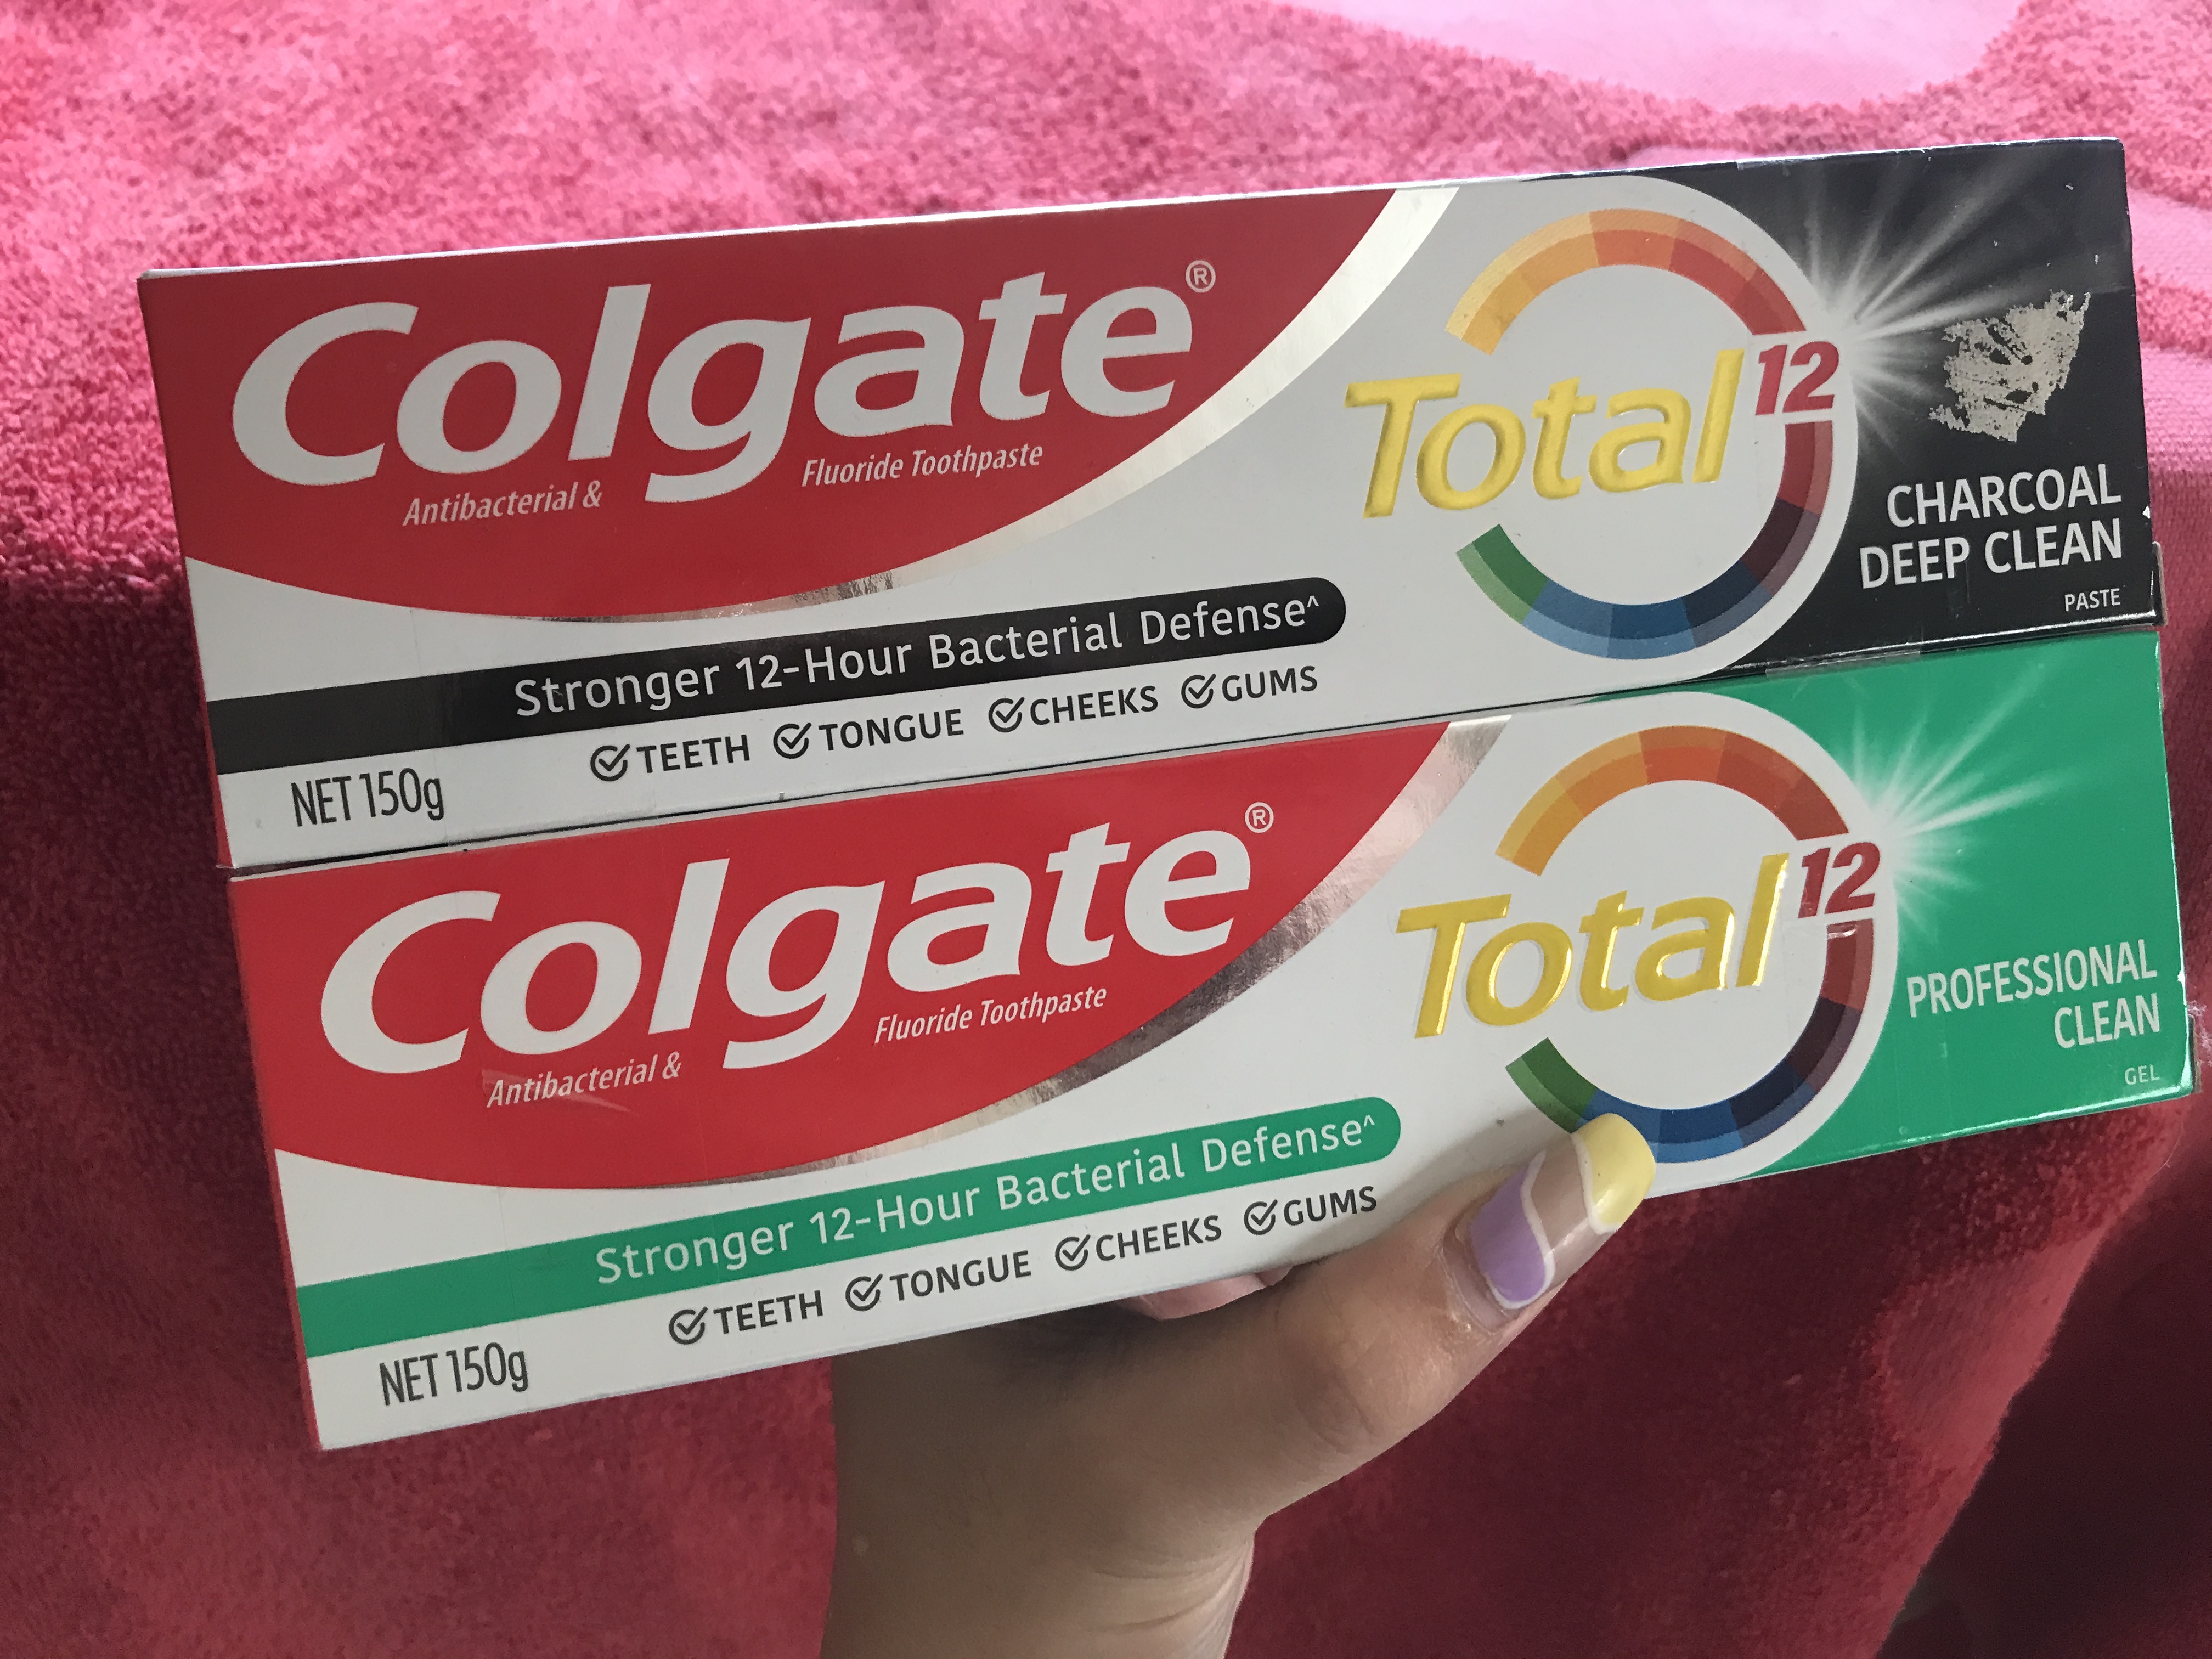 Colgate®
Antibacterial & Fluoride Toothpaste
Total 12
CHARCOAL
DEEP CLEAN
PASTE
Stronger 12-Hour Bacterial Defense^
TEETH TONGUE CHEEKS GUMS
NET 150g
Colgate®
Antibacterial & Fluoride Toothpaste
Total 12
PROFESSIONAL
CLEAN
GEL
Stronger 12-Hour Bacterial Defense^
TEETH TONGUE CHEEKS GUMS
NET 150g